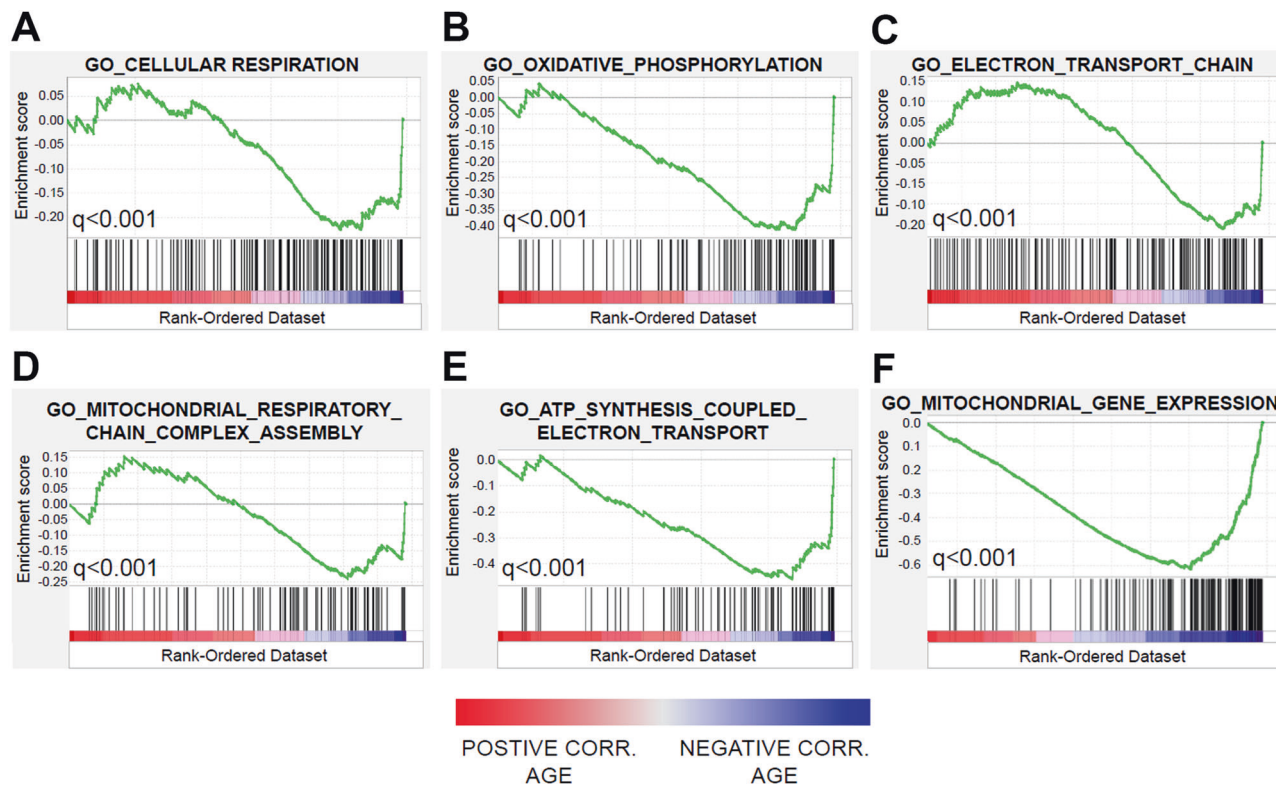 A
GO_CELLULAR RESPIRATION
Enrichment score
0.05
0.00
-0.05
-0.10
-0.15
-0.20
q<0.001
Rank-Ordered Dataset
B
GO_OXIDATIVE_PHOSPHORYLATION
Enrichment score
0.05
0.00
-0.05
-0.10
-0.15
-0.20
-0.25
-0.30
-0.35
-0.40
q<0.001
Rank-Ordered Dataset
C
GO_ELECTRON_TRANSPORT_CHAIN
Enrichment score
0.15
0.10
0.05
0.00
0.05
0.10
-0.15
-0.20
q<0.001
Rank-Ordered Dataset
D
GO_MITOCHONDRIAL_RESPIRATORY_
CHAIN_COMPLEX_ASSEMBLY
Enrichment score
0.15
0.10
0.05
0.00
-0.05
-0.10
-0.15
-0.20
-0.25
q<0.001
Rank-Ordered Dataset
E
GO_ATP_SYNTHESIS_COUPLED_
ELECTRON_TRANSPORT
Enrichment score
0.0
-0.1
-0.2
-0.3
-0.4
q<0.001
Rank-Ordered Dataset
F
GO_MITOCHONDRIAL_GENE_EXPRESSION
Enrichment score
0.0
0.1
0.2
-0.3
-0.4
-0.5
-0.6
q<0.001
Rank-Ordered Dataset
POSTIVE CORR.
AGE
NEGATIVE CORR.
AGE